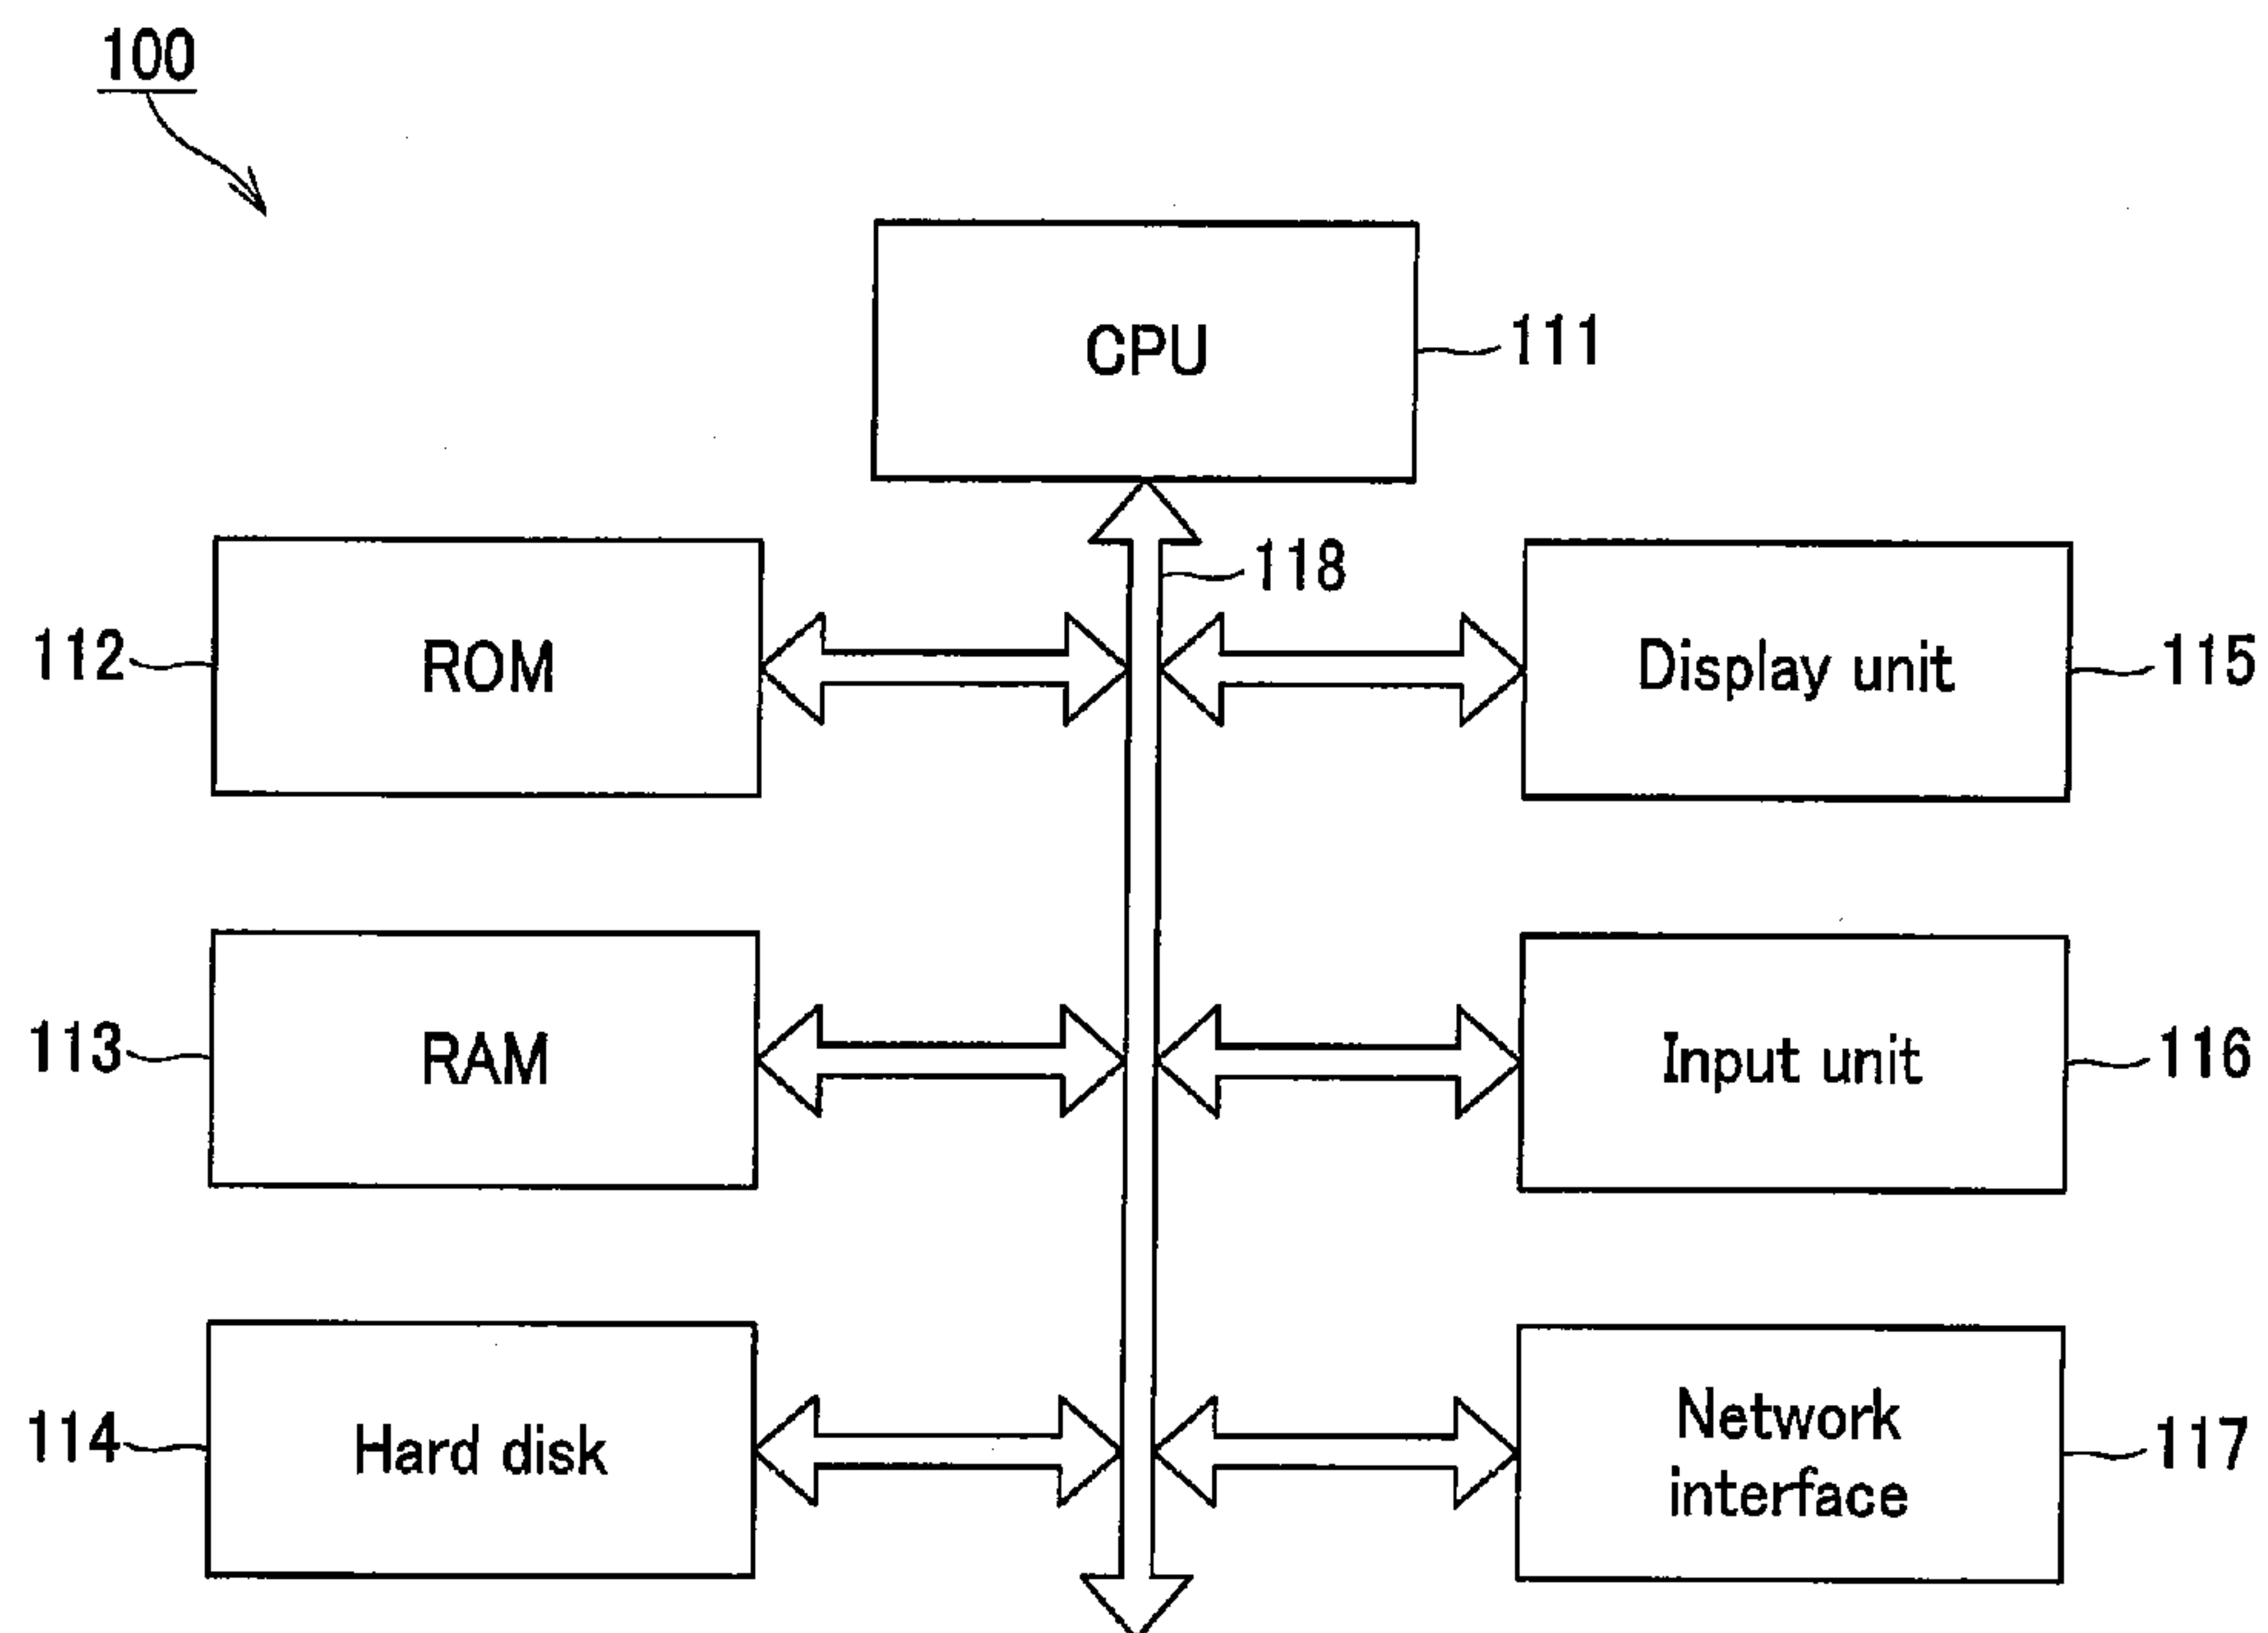 100
CPU
111
118
112
ROM
Display unit
115
113
RAM
Input unit
116
114
Hard disk
Network
interface
117